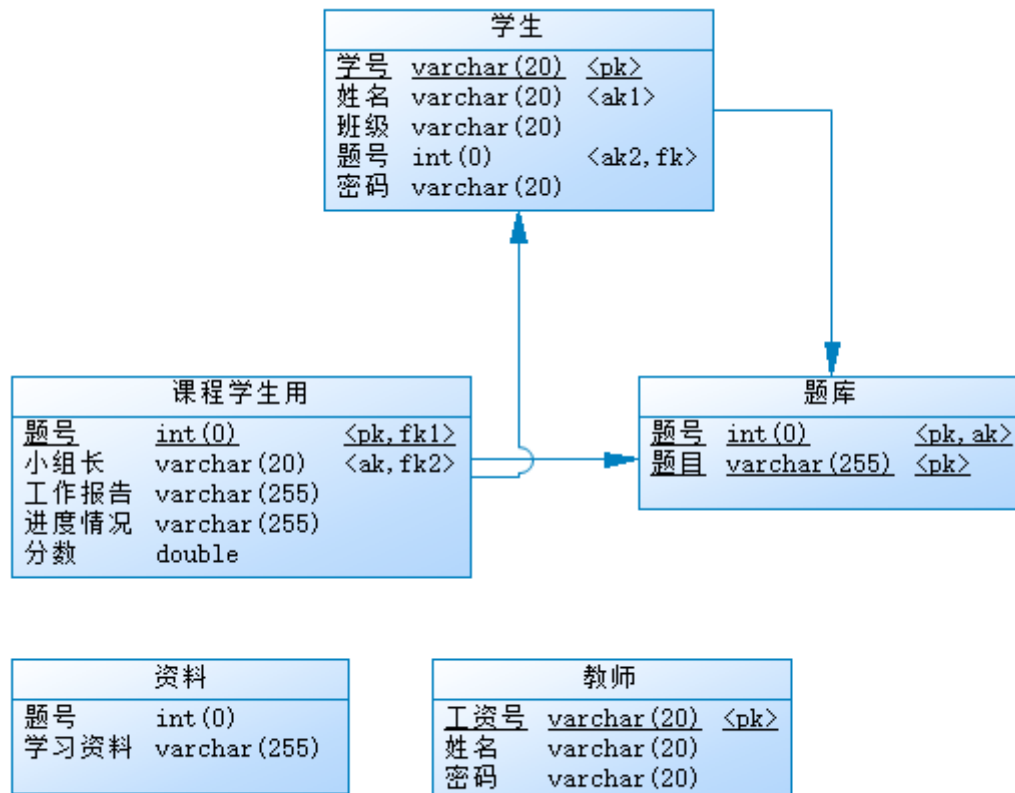 学生
学号 varchar(20) <pk>
姓名 varchar(20) <ak1>
班级 varchar(20)
题号 int(0) <ak2,fk>
密码 varchar(20)
课程学生用
题号 int(0) <pk,fk1>
小组长 varchar(20) <ak,fk2>
工作报告 varchar(255)
进度情况 varchar(255)
分数 double
题库
题号 int(0) <pk,ak>
题目 varchar(255) <pk>
资料
题号 int(0)
学习资料 varchar(255)
教师
工资号 varchar(20) <pk>
姓名 varchar(20)
密码 varchar(20)